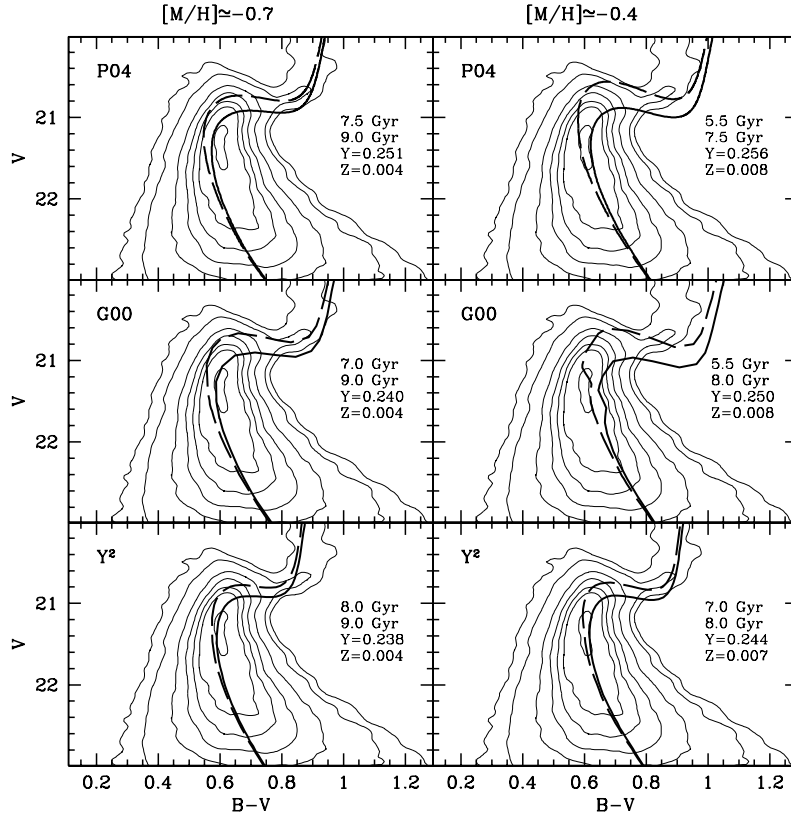 [M/H]≃−0.7
[M/H]≃−0.4
P04
7.5 Gyr
9.0 Gyr
Y=0.251
Z=0.004
P04
5.5 Gyr
7.5 Gyr
Y=0.256
Z=0.008
V
21
22
G00
7.0 Gyr
9.0 Gyr
Y=0.240
Z=0.004
G00
5.5 Gyr
8.0 Gyr
Y=0.250
Z=0.008
V
21
22
Y²
8.0 Gyr
9.0 Gyr
Y=0.238
Z=0.004
Y²
7.0 Gyr
8.0 Gyr
Y=0.244
Z=0.007
V
21
22
0.2 0.4 0.6 0.8 1 1.2
0.2 0.4 0.6 0.8 1 1.2
B−V
B−V